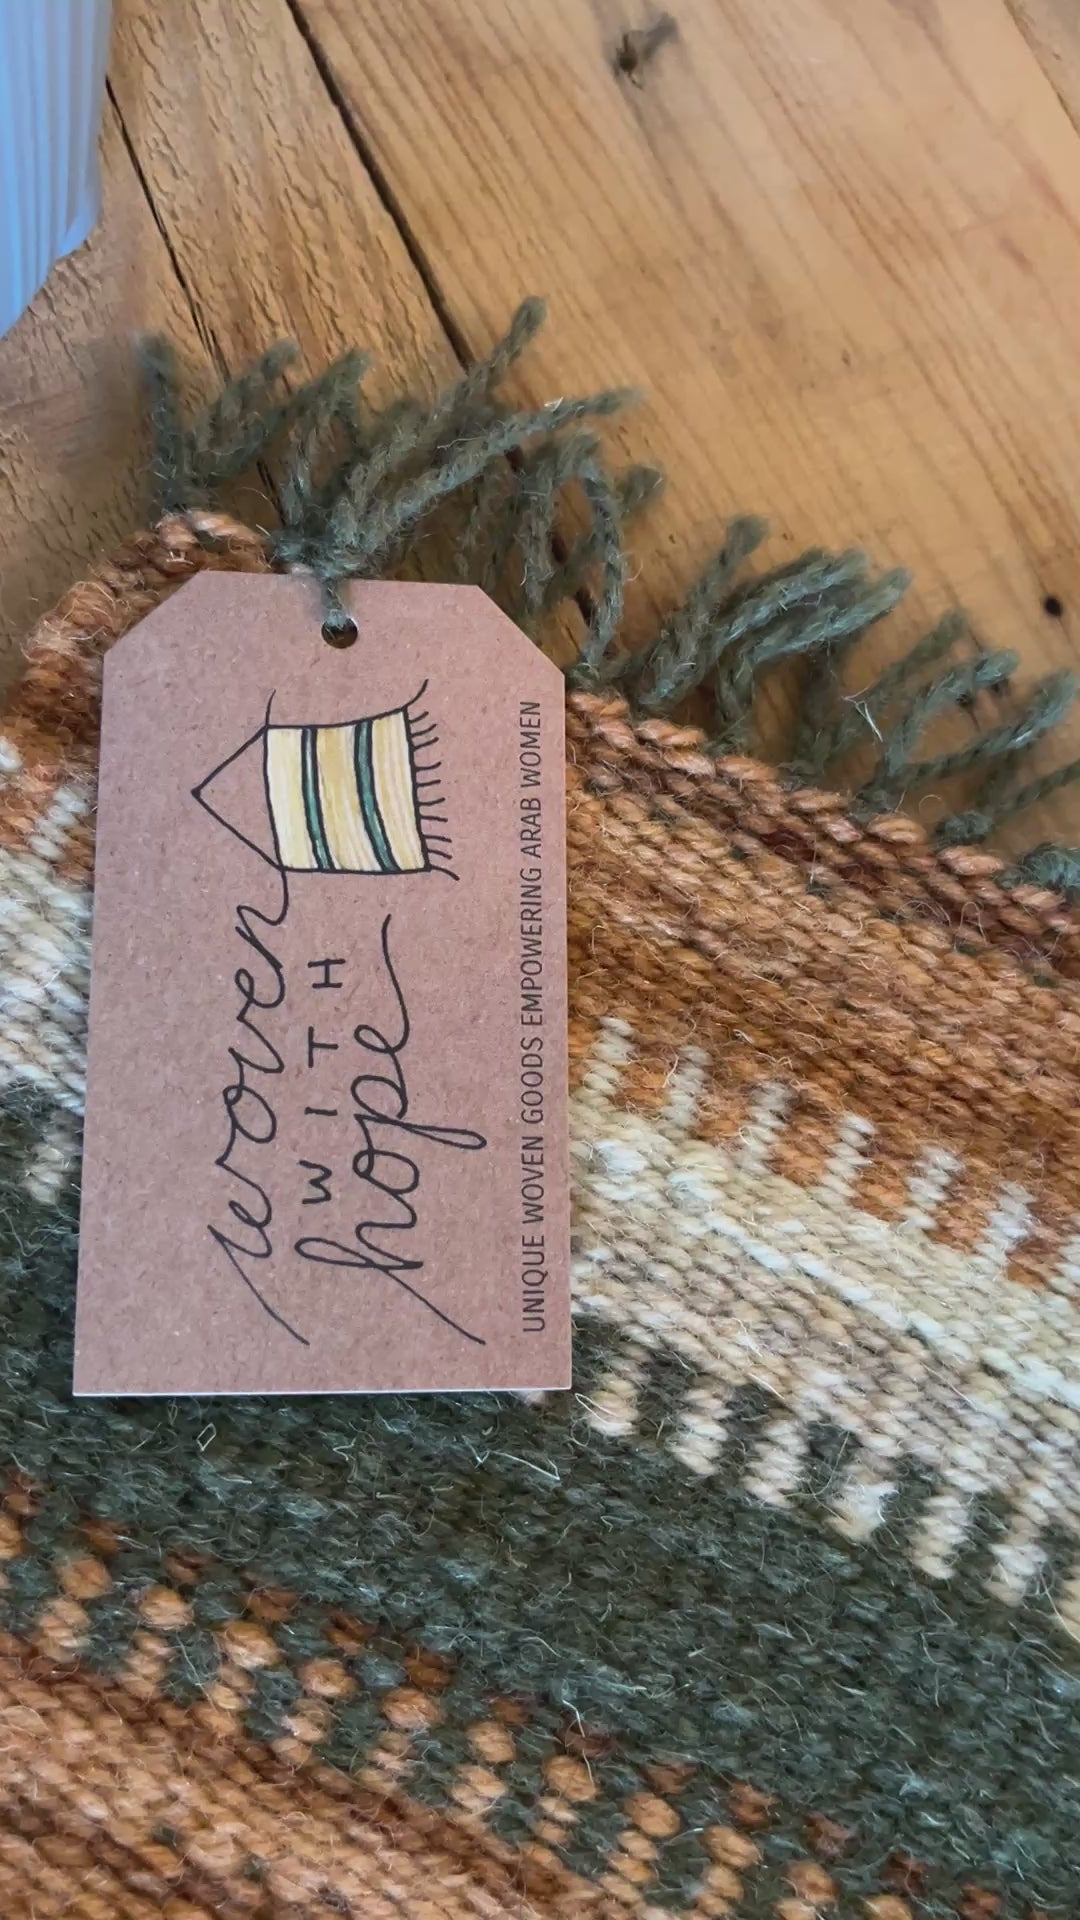 woven
WITH
hope
UNIQUE WOVEN GOODS EMPOWERING ARAB WOMEN